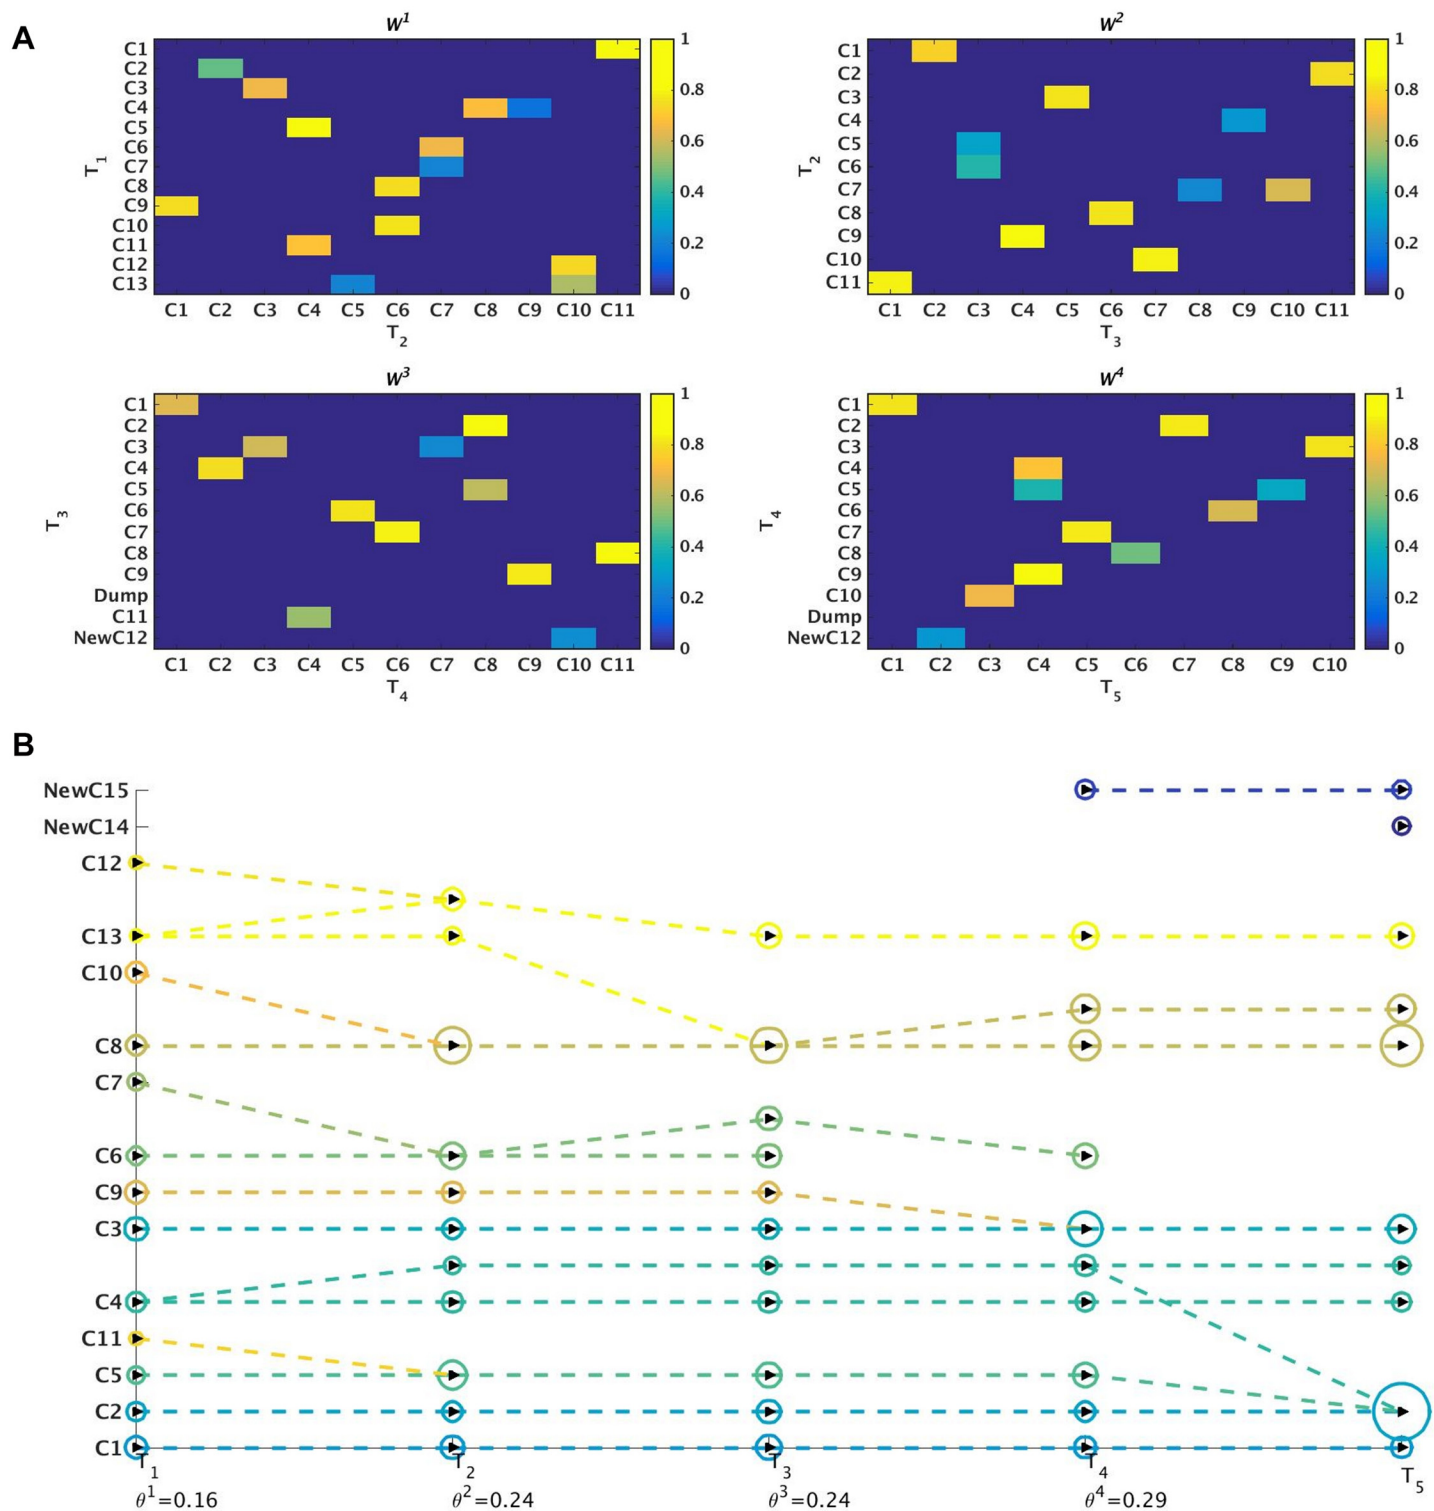 A
W1
C1
C2
C3
C4
C5
C6
C7
C8
C9
C10
C11
C12
C13
T1
C1 C2 C3 C4 C5 C6 C7 C8 C9 C10 C11
T2
1
0.8
0.6
0.4
0.2
0
W2
C1
C2
C3
C4
C5
C6
C7
C8
C9
C10
C11
T2
C1 C2 C3 C4 C5 C6 C7 C8 C9 C10 C11
T3
1
0.8
0.6
0.4
0.2
0
W3
C1
C2
C3
C4
C5
C6
C7
C8
C9
Dump
C11
NewC12
T3
C1 C2 C3 C4 C5 C6 C7 C8 C9 C10 C11
T4
1
0.8
0.6
0.4
0.2
0
W4
C1
C2
C3
C4
C5
C6
C7
C8
C9
C10
Dump
NewC12
T4
C1 C2 C3 C4 C5 C6 C7 C8 C9 C10
T5
1
0.8
0.6
0.4
0.2
0
B
NewC15
NewC14
C12
C13
C10
C8
C7
C6
C9
C3
C4
C11
C5
C2
C1
T1 T2 T3 T4 T5
θ1=0.16 θ2=0.24 θ3=0.24 θ4=0.29